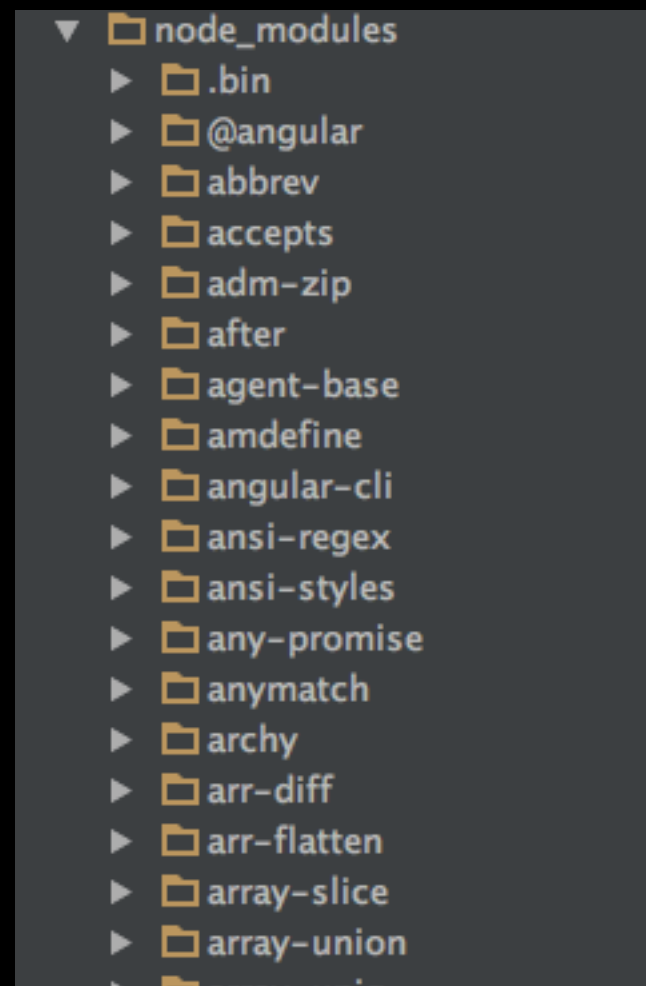 node_modules
.bin
@angular
abbrev
accepts
adm-zip
after
agent-base
amdefine
angular-cli
ansi-regex
ansi-styles
any-promise
anymatch
archy
arr-diff
arr-flatten
array-slice
array-union